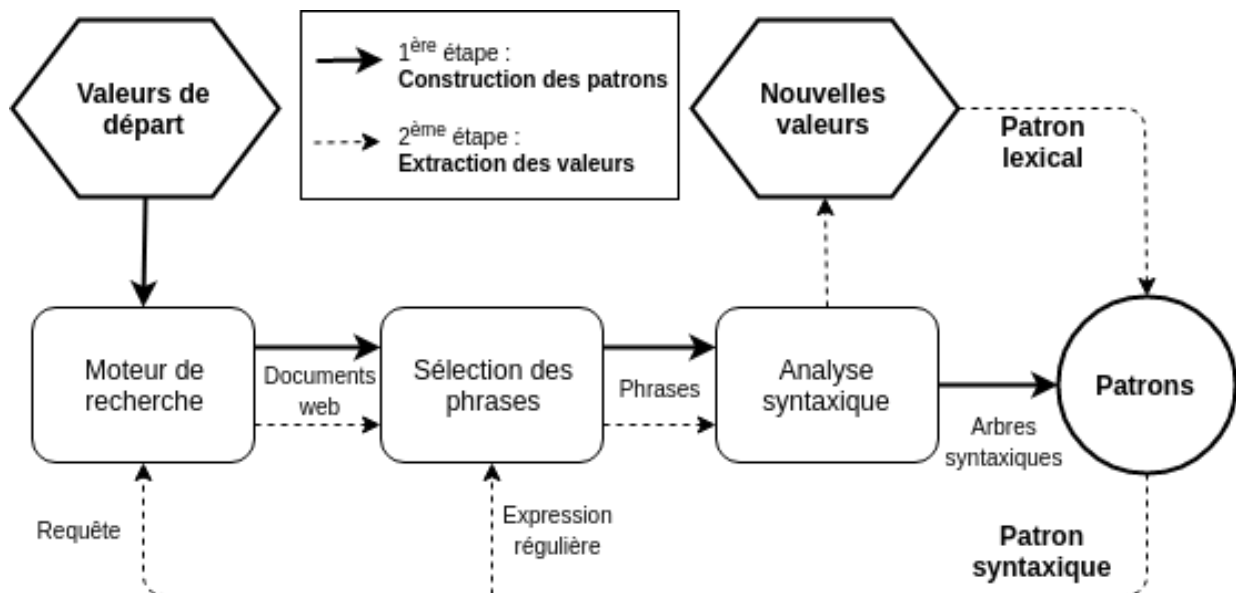 Valeurs de
départ
1ère étape :
Construction des patrons
2ème étape :
Extraction des valeurs
Nouvelles
valeurs
Patron
lexical
Moteur de
recherche
Documents
web
Sélection des
phrases
Phrases
Analyse
syntaxique
Arbres
syntaxiques
Patrons
Requête
Expression
régulière
Patron
syntaxique